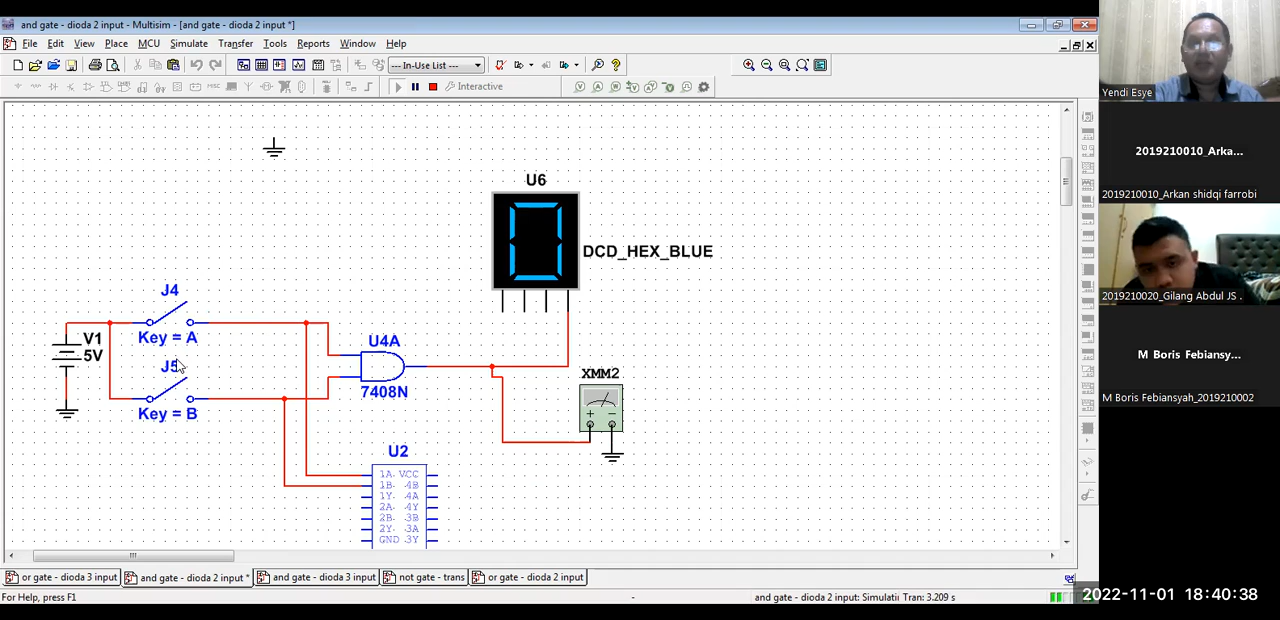 and gate - dioda 2 input - Multisim - [and gate - dioda 2 input *]
File Edit View Place MCU Simulate Transfer Tools Reports Window Help
--- In-Use List ---
Interactive
U6
DCD_HEX_BLUE
J4
Key = A
V1
5V
J5
Key = B
U4A
7408N
XMM2
U2
1A VCC
1B 4B
1Y 4A
2A 4Y
2B 3B
2Y 3A
GND 3Y
or gate - dioda 3 input
and gate - dioda 2 input *
and gate - dioda 3 input
not gate - trans
or gate - dioda 2 input
For Help, press F1
-
and gate - dioda 2 input: Simulati
Tran: 3.209 s
Yendi Esye
2019210010_Arka...
2019210010_Arkan shidqi farrobi
2019210020_Gilang Abdul JS .
M Boris Febiansy...
M Boris Febiansyah_2019210002
2022-11-01 18:40:38